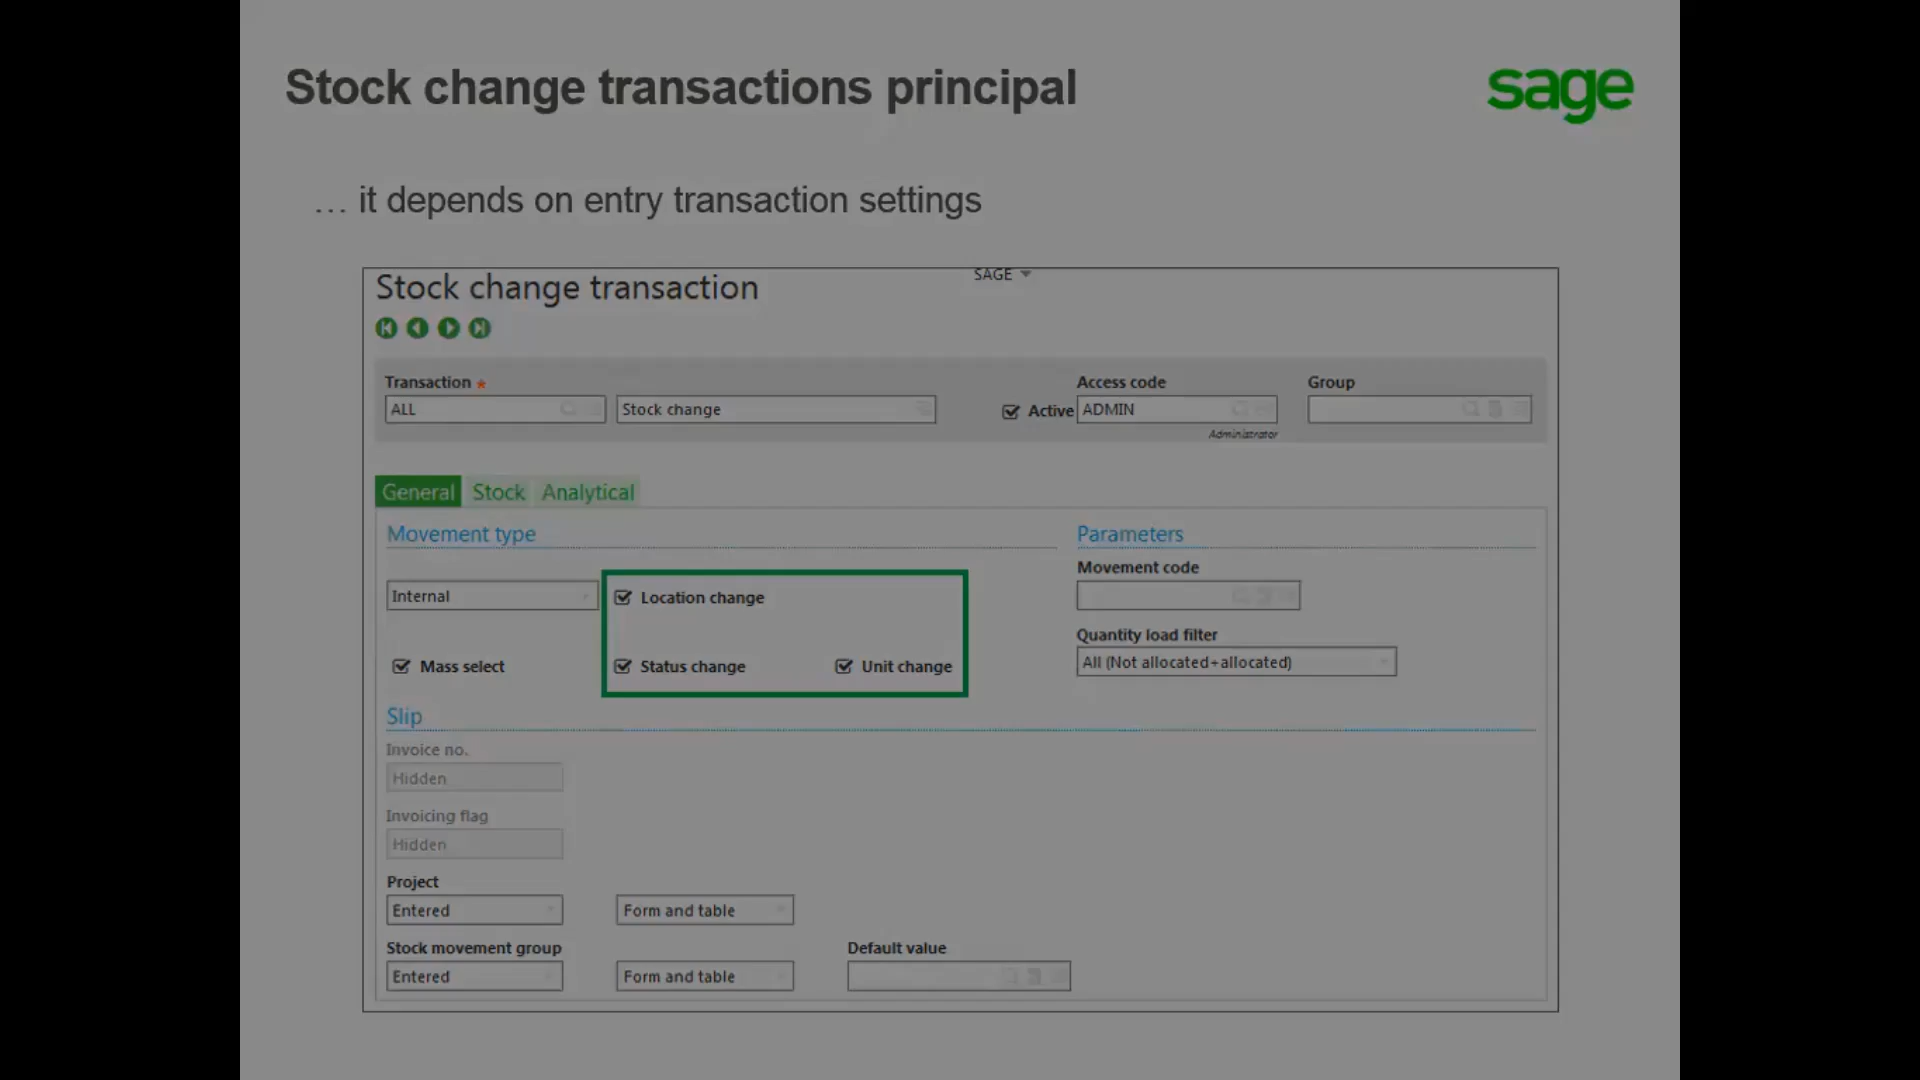 Stock change transactions principal
sage
… it depends on entry transaction settings
SAGE
Stock change transaction
Transaction *
Access code
Group
ALL
Stock change
Active
ADMIN
Administrator
General
Stock
Analytical
Movement type
Parameters
Movement code
Internal
Location change
Quantity load filter
Mass select
Status change
Unit change
All (Not allocated+allocated)
Slip
Invoice no.
Hidden
Invoicing flag
Hidden
Project
Entered
Form and table
Stock movement group
Default value
Entered
Form and table